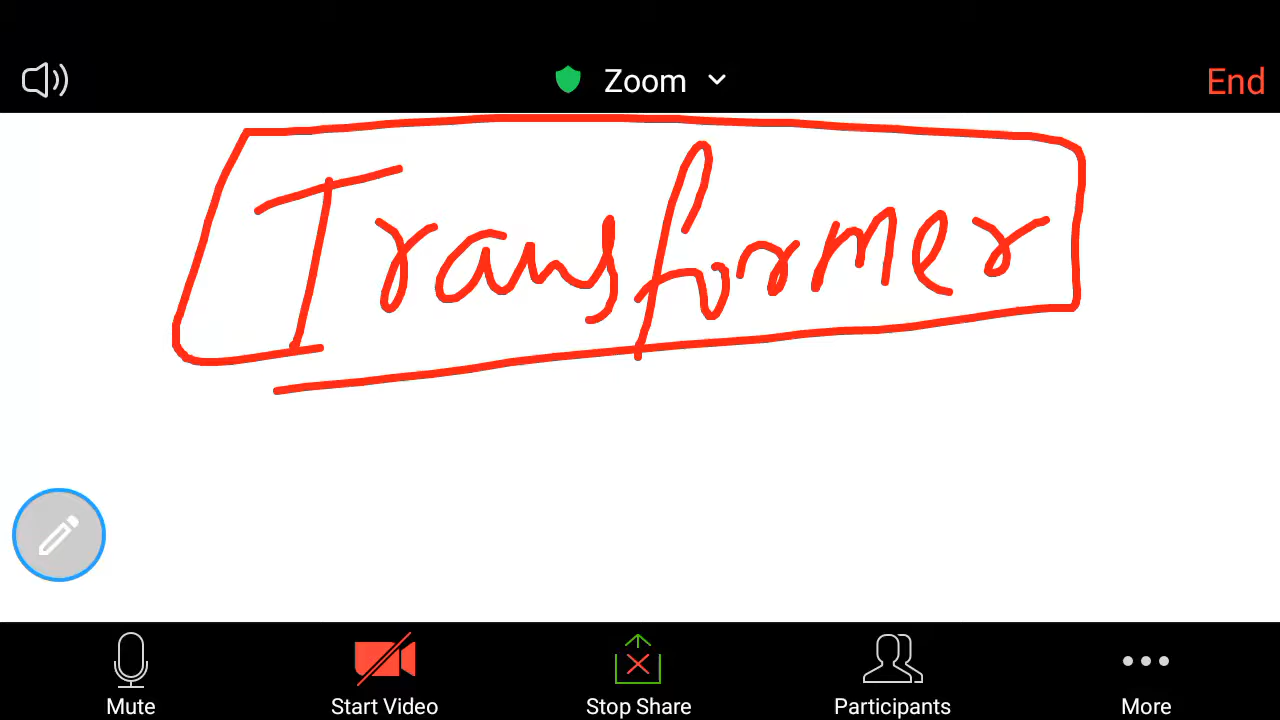 Zoom
End
Transformer
Mute
Start Video
Stop Share
Participants
More